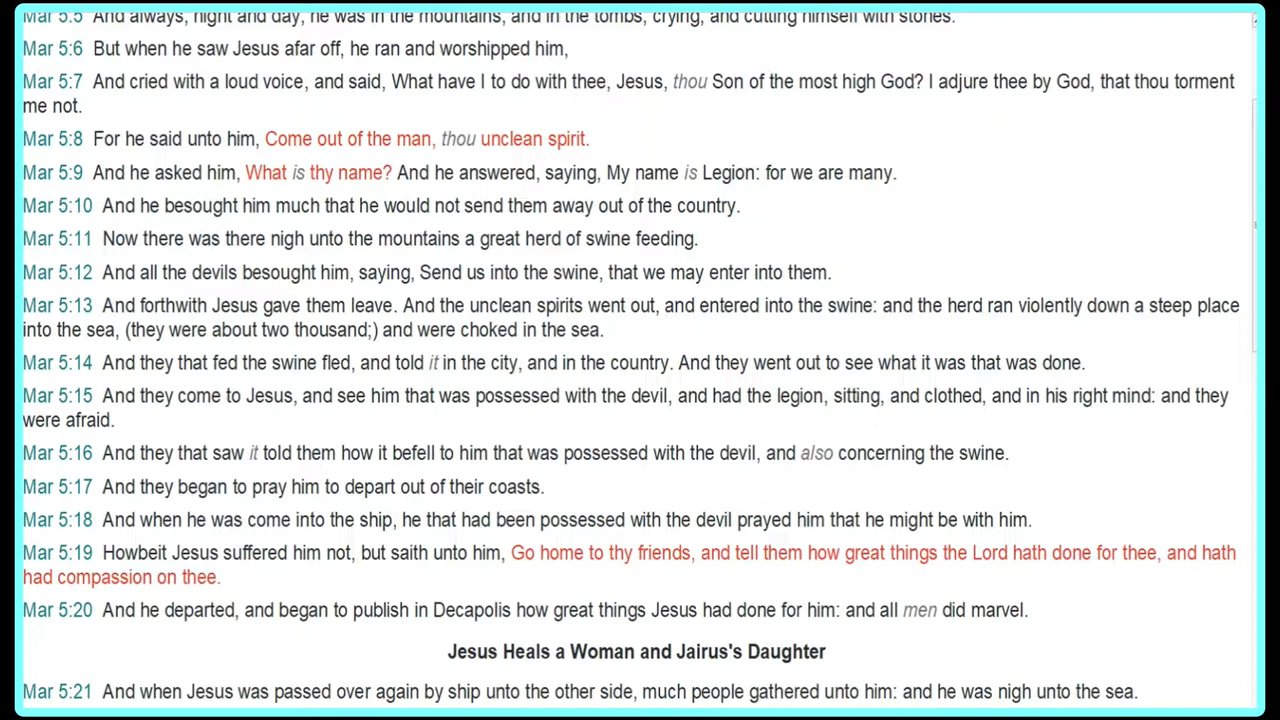 Mar 5:5 And always, night and day, he was in the mountains, and in the tombs, crying, and cutting himself with stones.
Mar 5:6 But when he saw Jesus afar off, he ran and worshipped him,
Mar 5:7 And cried with a loud voice, and said, What have I to do with thee, Jesus, thou Son of the most high God? I adjure thee by God, that thou torment
me not.
Mar 5:8 For he said unto him, Come out of the man, thou unclean spirit.
Mar 5:9 And he asked him, What is thy name? And he answered, saying, My name is Legion: for we are many.
Mar 5:10 And he besought him much that he would not send them away out of the country.
Mar 5:11 Now there was there nigh unto the mountains a great herd of swine feeding.
Mar 5:12 And all the devils besought him, saying, Send us into the swine, that we may enter into them.
Mar 5:13 And forthwith Jesus gave them leave. And the unclean spirits went out, and entered into the swine: and the herd ran violently down a steep place
into the sea, (they were about two thousand;) and were choked in the sea.
Mar 5:14 And they that fed the swine fled, and told it in the city, and in the country. And they went out to see what it was that was done.
Mar 5:15 And they come to Jesus, and see him that was possessed with the devil, and had the legion, sitting, and clothed, and in his right mind: and they
were afraid.
Mar 5:16 And they that saw it told them how it befell to him that was possessed with the devil, and also concerning the swine.
Mar 5:17 And they began to pray him to depart out of their coasts.
Mar 5:18 And when he was come into the ship, he that had been possessed with the devil prayed him that he might be with him.
Mar 5:19 Howbeit Jesus suffered him not, but saith unto him, Go home to thy friends, and tell them how great things the Lord hath done for thee, and hath
had compassion on thee.
Mar 5:20 And he departed, and began to publish in Decapolis how great things Jesus had done for him: and all men did marvel.
Jesus Heals a Woman and Jairus's Daughter
Mar 5:21 And when Jesus was passed over again by ship unto the other side, much people gathered unto him: and he was nigh unto the sea.